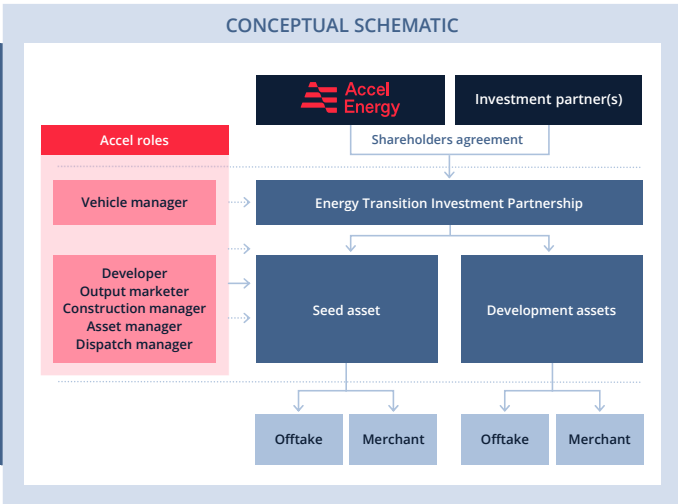 CONCEPTUAL SCHEMATIC
Accel
Energy
Investment partner(s)
Accel roles
Shareholders agreement
Vehicle manager
Energy Transition Investment Partnership
Developer
Output marketer
Construction manager
Asset manager
Dispatch manager
Seed asset
Development assets
Offtake
Merchant
Offtake
Merchant